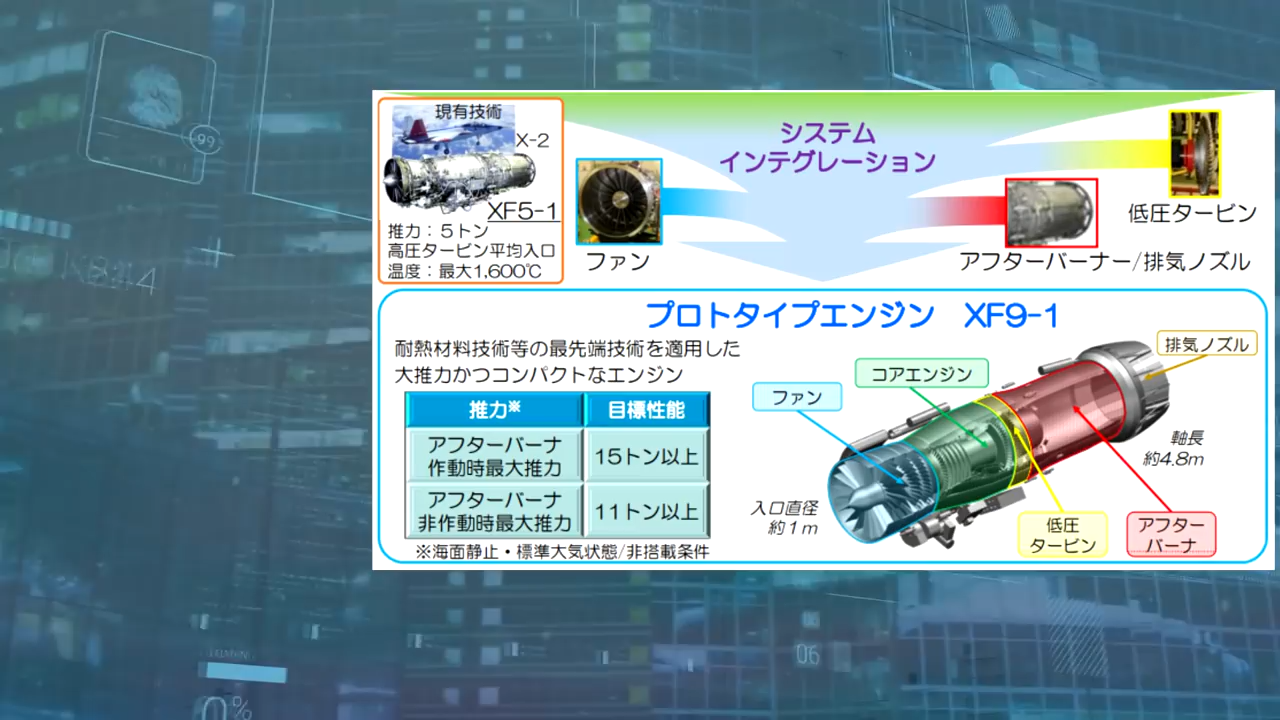 現有技術
X-2
XF5-1
推力：５トン
高圧タービン平均入口
温度：最大1,600℃
ファン
システム
インテグレーション
低圧タービン
アフターバーナー/排気ノズル
プロトタイプエンジン　XF9-1
耐熱材料技術等の最先端技術を適用した
大推力かつコンパクトなエンジン
推力※
目標性能
アフターバーナ
作動時最大推力
15トン以上
アフターバーナ
非作動時最大推力
11トン以上
※海面静止・標準大気状態/非搭載条件
ファン
コアエンジン
排気ノズル
軸長
約4.8m
入口直径
約１m
低圧
タービン
アフター
バーナ
99
06
0%